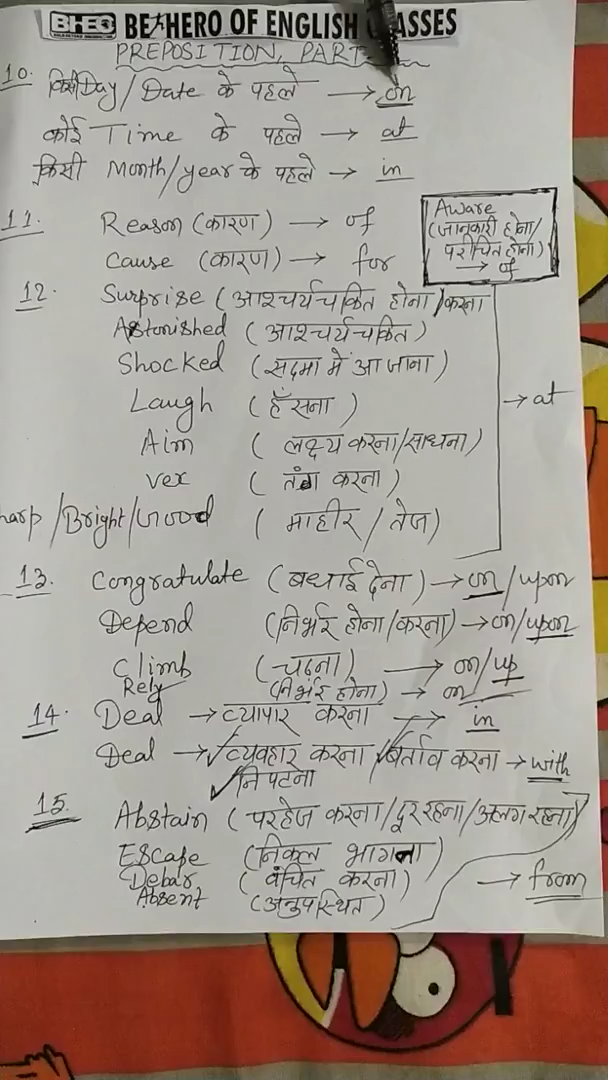 BHEO BE A HERO OF ENGLISH CLASSES
PREPOSITION, PART
10. किसी Day/Date के पहले → on
कोई Time के पहले → at
किसी Month/year के पहले → in
11. Reason (कारण) → of
Cause (कारण) → for
Aware
(जानकारी होना/
परीचित होना)
→ of
12. Surprise (आश्चर्यचकित होना/करना
Astonished (आश्चर्यचकित)
Shocked (सदमा में आ जाना)
Laugh (हँसना)
→ at
Aim (लक्ष्य करना/साधना)
Vex (तंग करना)
harp/Bright/Good (माहीर/तेज)
13. Congratulate (बधाई देना) → on/upon
Depend (निर्भर होना/करना) → on/upon
Climb (चढ़ना) → on/up
Rely (निर्भर होना) → on
14. Deal → व्यापार करना → in
Deal → व्यवहार करना/बर्ताव करना → with
निपटना
15. Abstain (परहेज करना/दूर रहना/अलग रहना)
Escape (निकल भागना)
Debar (वंचित करना) → from
Absent (अनुपस्थित)